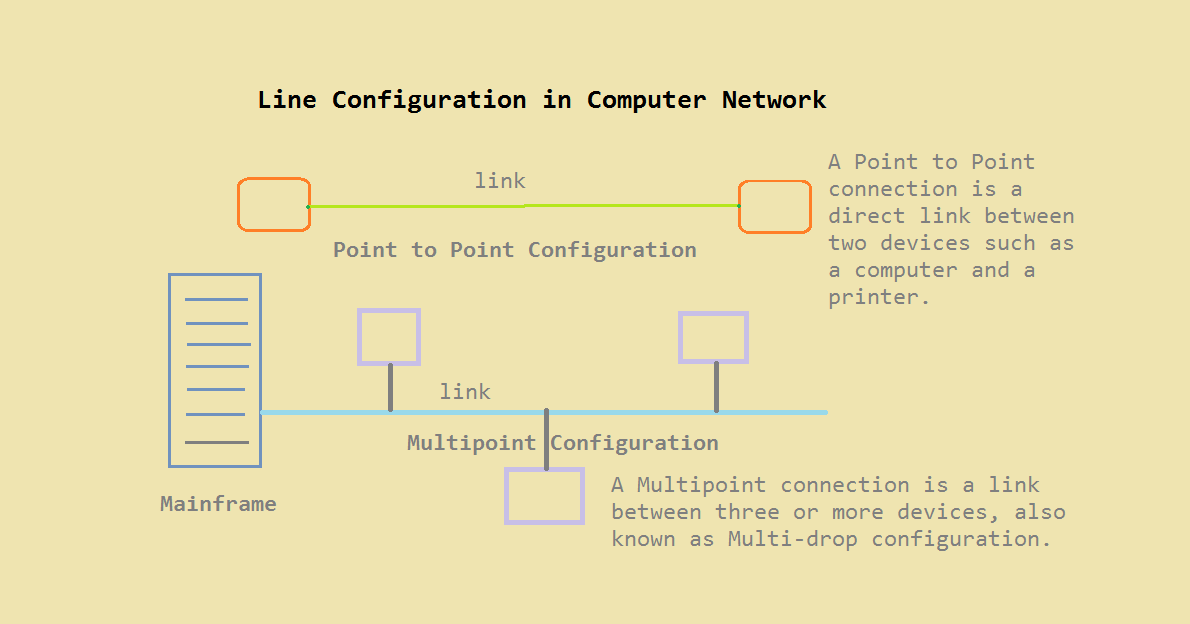 Line Configuration in Computer Network
link
A Point to Point
connection is a
direct link between
two devices such as
a computer and a
printer.
Point to Point Configuration
link
Multipoint Configuration
Mainframe
A Multipoint connection is a link
between three or more devices, also
known as Multi-drop configuration.